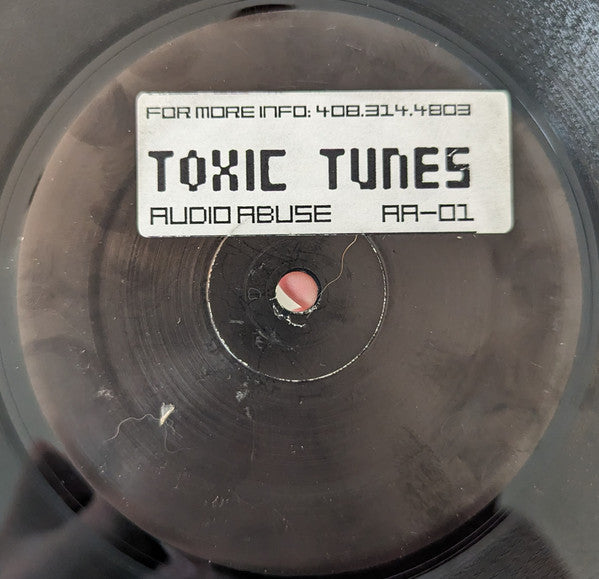 FOR MORE INFO: 408.314.4803
TOXIC TUNES
AUDIO ABUSE AA-01